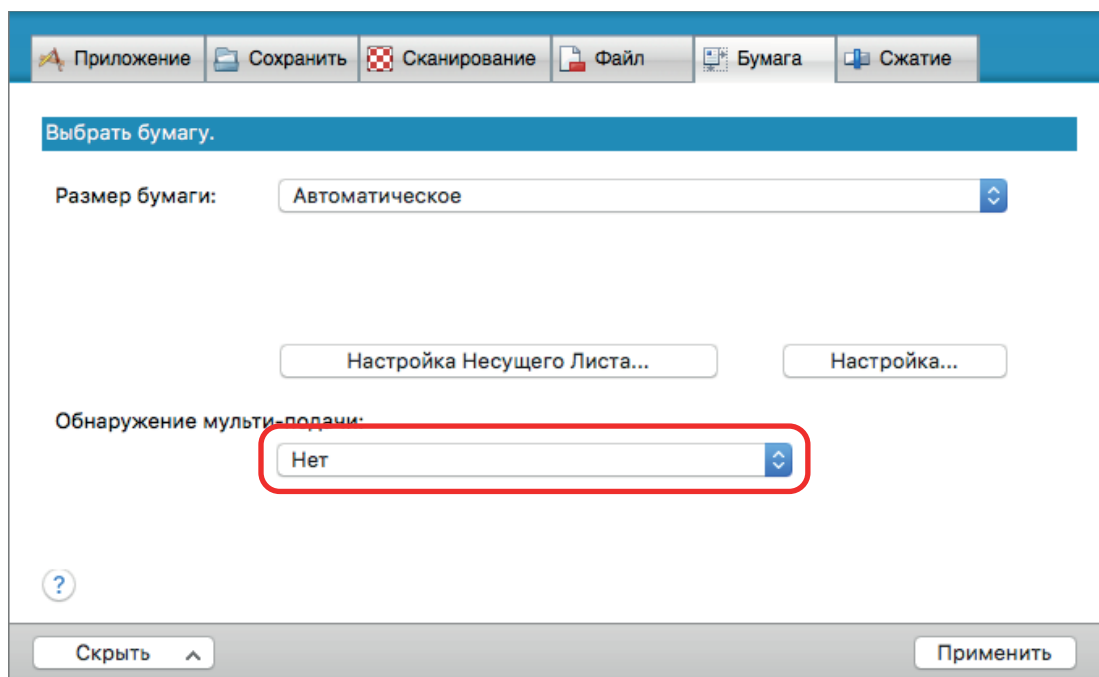 Приложение Сохранить Сканирование Файл Бумага Сжатие
Выбрать бумагу.
Размер бумаги: Автоматическое
Настройка Несущего Листа... Настройка...
Обнаружение мульти-подачи:
Нет
?
Скрыть Применить